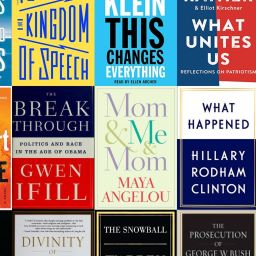 KINGDOM
OF SPEECH
KLEIN
THIS
CHANGES
EVERYTHING
READ BY ELLEN ARCHER
& Elliot Kirschner
WHAT
UNITES
US
REFLECTIONS ON PATRIOTISM
THE
BREAK
THROUGH
POLITICS AND RACE
IN THE AGE OF OBAMA
GWEN
IFILL
Mom
& Me &
Mom
MAYA
ANGELOU
WHAT
HAPPENED
HILLARY
RODHAM
CLINTON
DIVINITY
OF
THE SNOWBALL
THE
PROSECUTION
OF
GEORGE W. BUSH